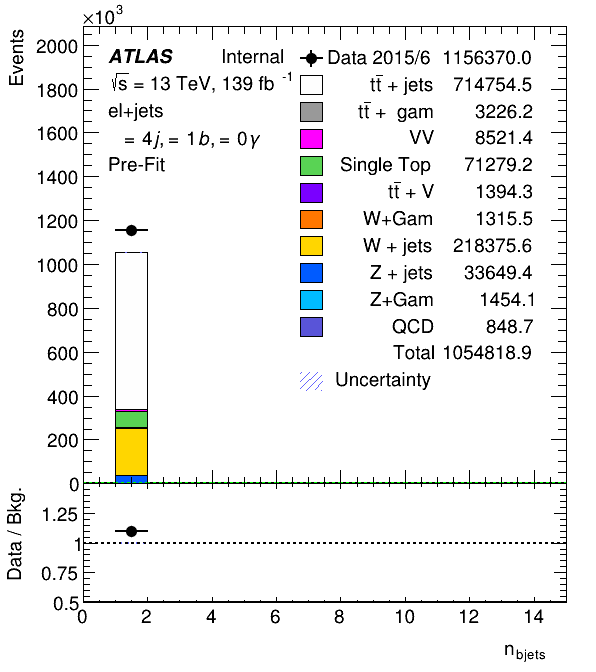 ×10³
Events
2000
1800
1600
1400
1200
1000
800
600
400
200
0
ATLAS Internal
√s = 13 TeV, 139 fb⁻¹
el+jets
= 4j, = 1b, = 0γ
Pre-Fit
Data 2015/6 1156370.0
tt̄ + jets 714754.5
tt̄ + gam 3226.2
VV 8521.4
Single Top 71279.2
tt̄ + V 1394.3
W+Gam 1315.5
W + jets 218375.6
Z + jets 33649.4
Z+Gam 1454.1
QCD 848.7
Total 1054818.9
Uncertainty
Data / Bkg.
1.25
1
0.75
0.5
0 2 4 6 8 10 12 14
n_bjets